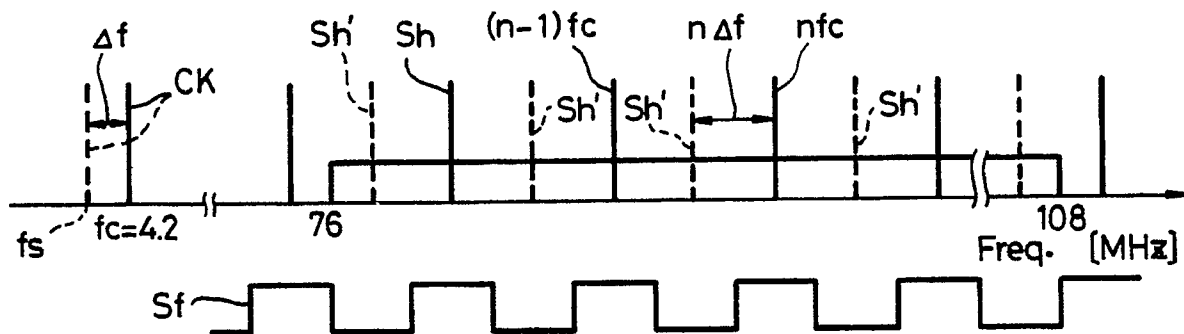 Δf
CK
Sh'
Sh
(n-1)fc
nΔf
nfc
Sh'
Sh'
Sh'
fs
fc=4.2
76
108
Freq. [MHz]
Sf